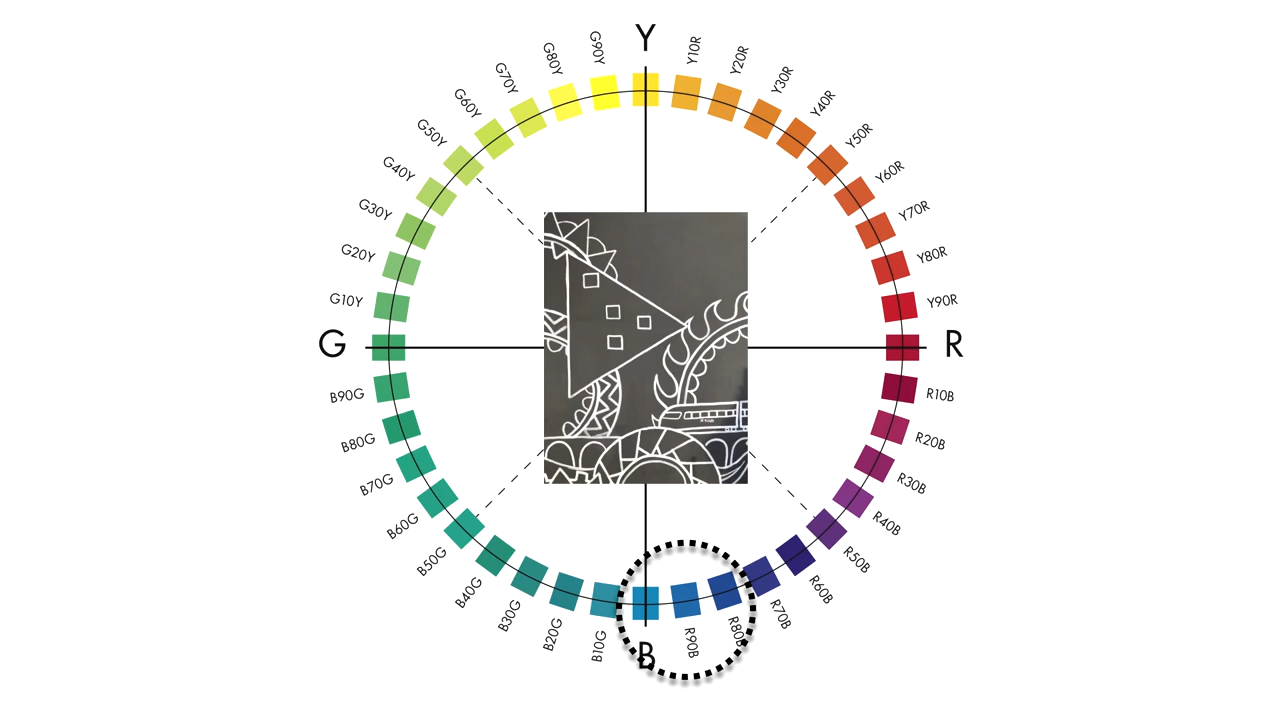 Y
Y10R
Y20R
Y30R
Y40R
Y50R
Y60R
Y70R
Y80R
Y90R
R
R10B
R20B
R30B
R40B
R50B
R60B
R70B
R80B
R90B
B
B10G
B20G
B30G
B40G
B50G
B60G
B70G
B80G
B90G
G
G10Y
G20Y
G30Y
G40Y
G50Y
G60Y
G70Y
G80Y
G90Y